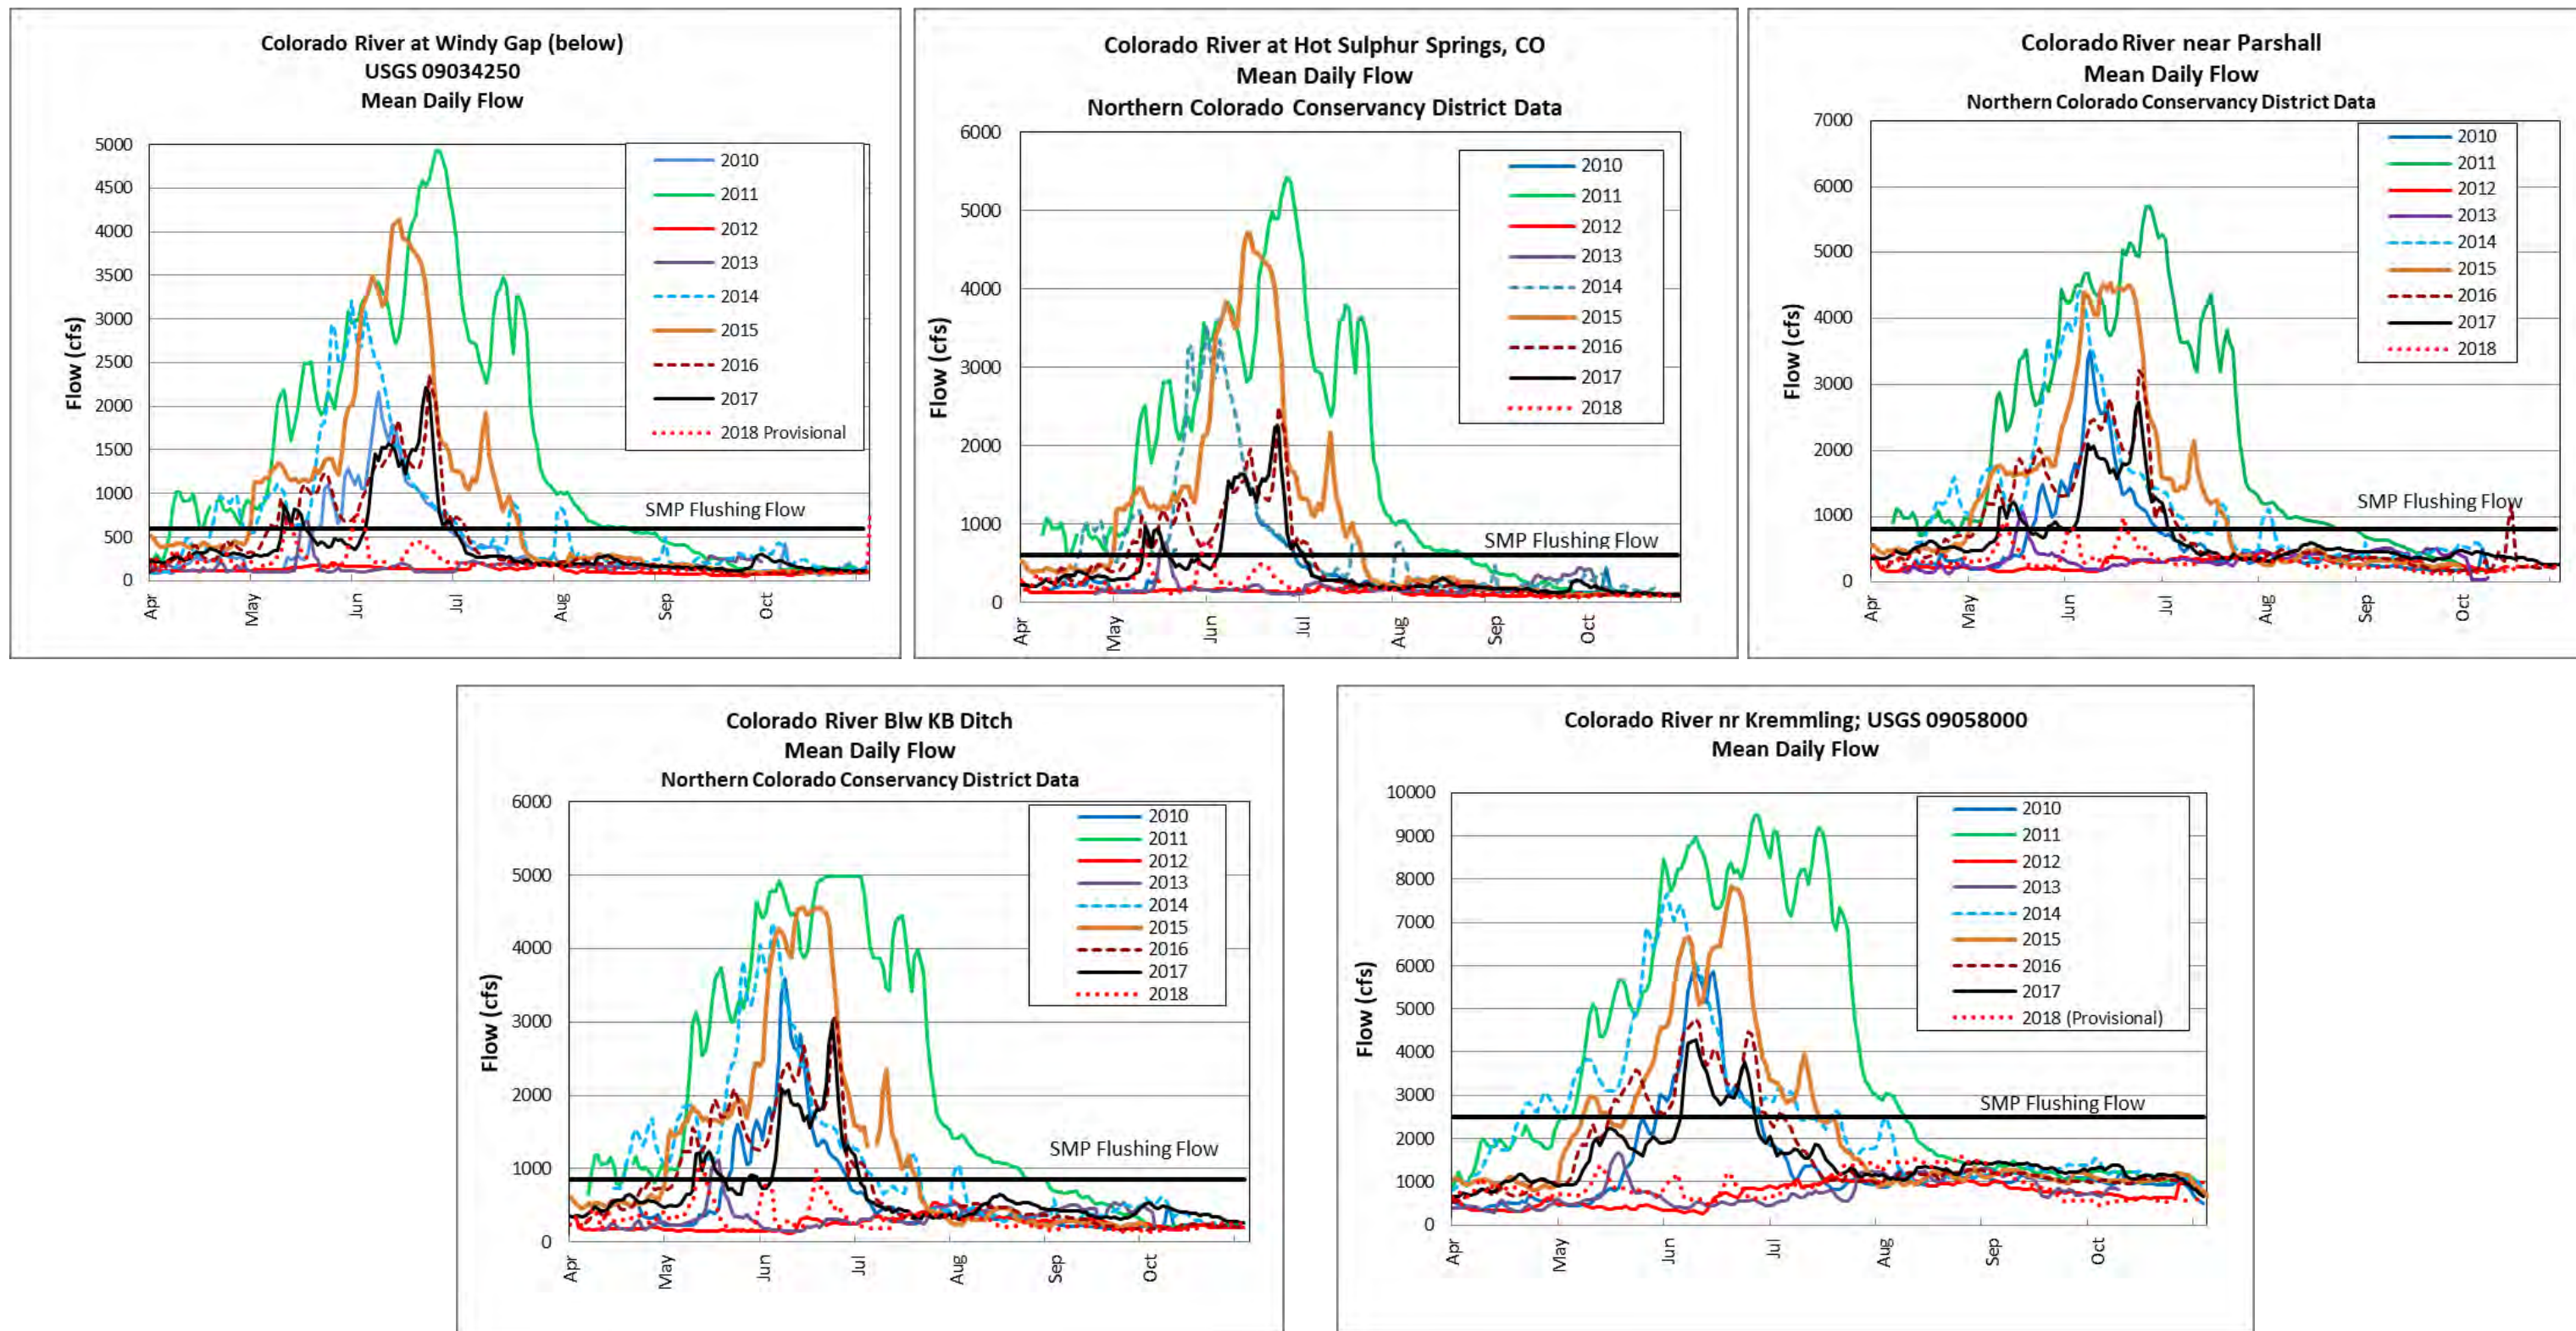 Colorado River at Windy Gap (below)
USGS 09034250
Mean Daily Flow
Flow (cfs)
5000
4500
4000
3500
3000
2500
2000
1500
1000
500
0
2010
2011
2012
2013
2014
2015
2016
2017
2018 Provisional
SMP Flushing Flow
Apr
May
Jun
Jul
Aug
Sep
Oct
Colorado River at Hot Sulphur Springs, CO
Mean Daily Flow
Northern Colorado Conservancy District Data
Flow (cfs)
6000
5000
4000
3000
2000
1000
0
2010
2011
2012
2013
2014
2015
2016
2017
2018
SMP Flushing Flow
Apr
May
Jun
Jul
Aug
Sep
Oct
Colorado River near Parshall
Mean Daily Flow
Northern Colorado Conservancy District Data
Flow (cfs)
7000
6000
5000
4000
3000
2000
1000
0
2010
2011
2012
2013
2014
2015
2016
2017
2018
SMP Flushing Flow
Apr
May
Jun
Jul
Aug
Sep
Oct
Colorado River Blw KB Ditch
Mean Daily Flow
Northern Colorado Conservancy District Data
Flow (cfs)
6000
5000
4000
3000
2000
1000
0
2010
2011
2012
2013
2014
2015
2016
2017
2018
SMP Flushing Flow
Apr
May
Jun
Jul
Aug
Sep
Oct
Colorado River nr Kremmling; USGS 09058000
Mean Daily Flow
Flow (cfs)
10000
9000
8000
7000
6000
5000
4000
3000
2000
1000
0
2010
2011
2012
2013
2014
2015
2016
2017
2018 (Provisional)
SMP Flushing Flow
Apr
May
Jun
Jul
Aug
Sep
Oct